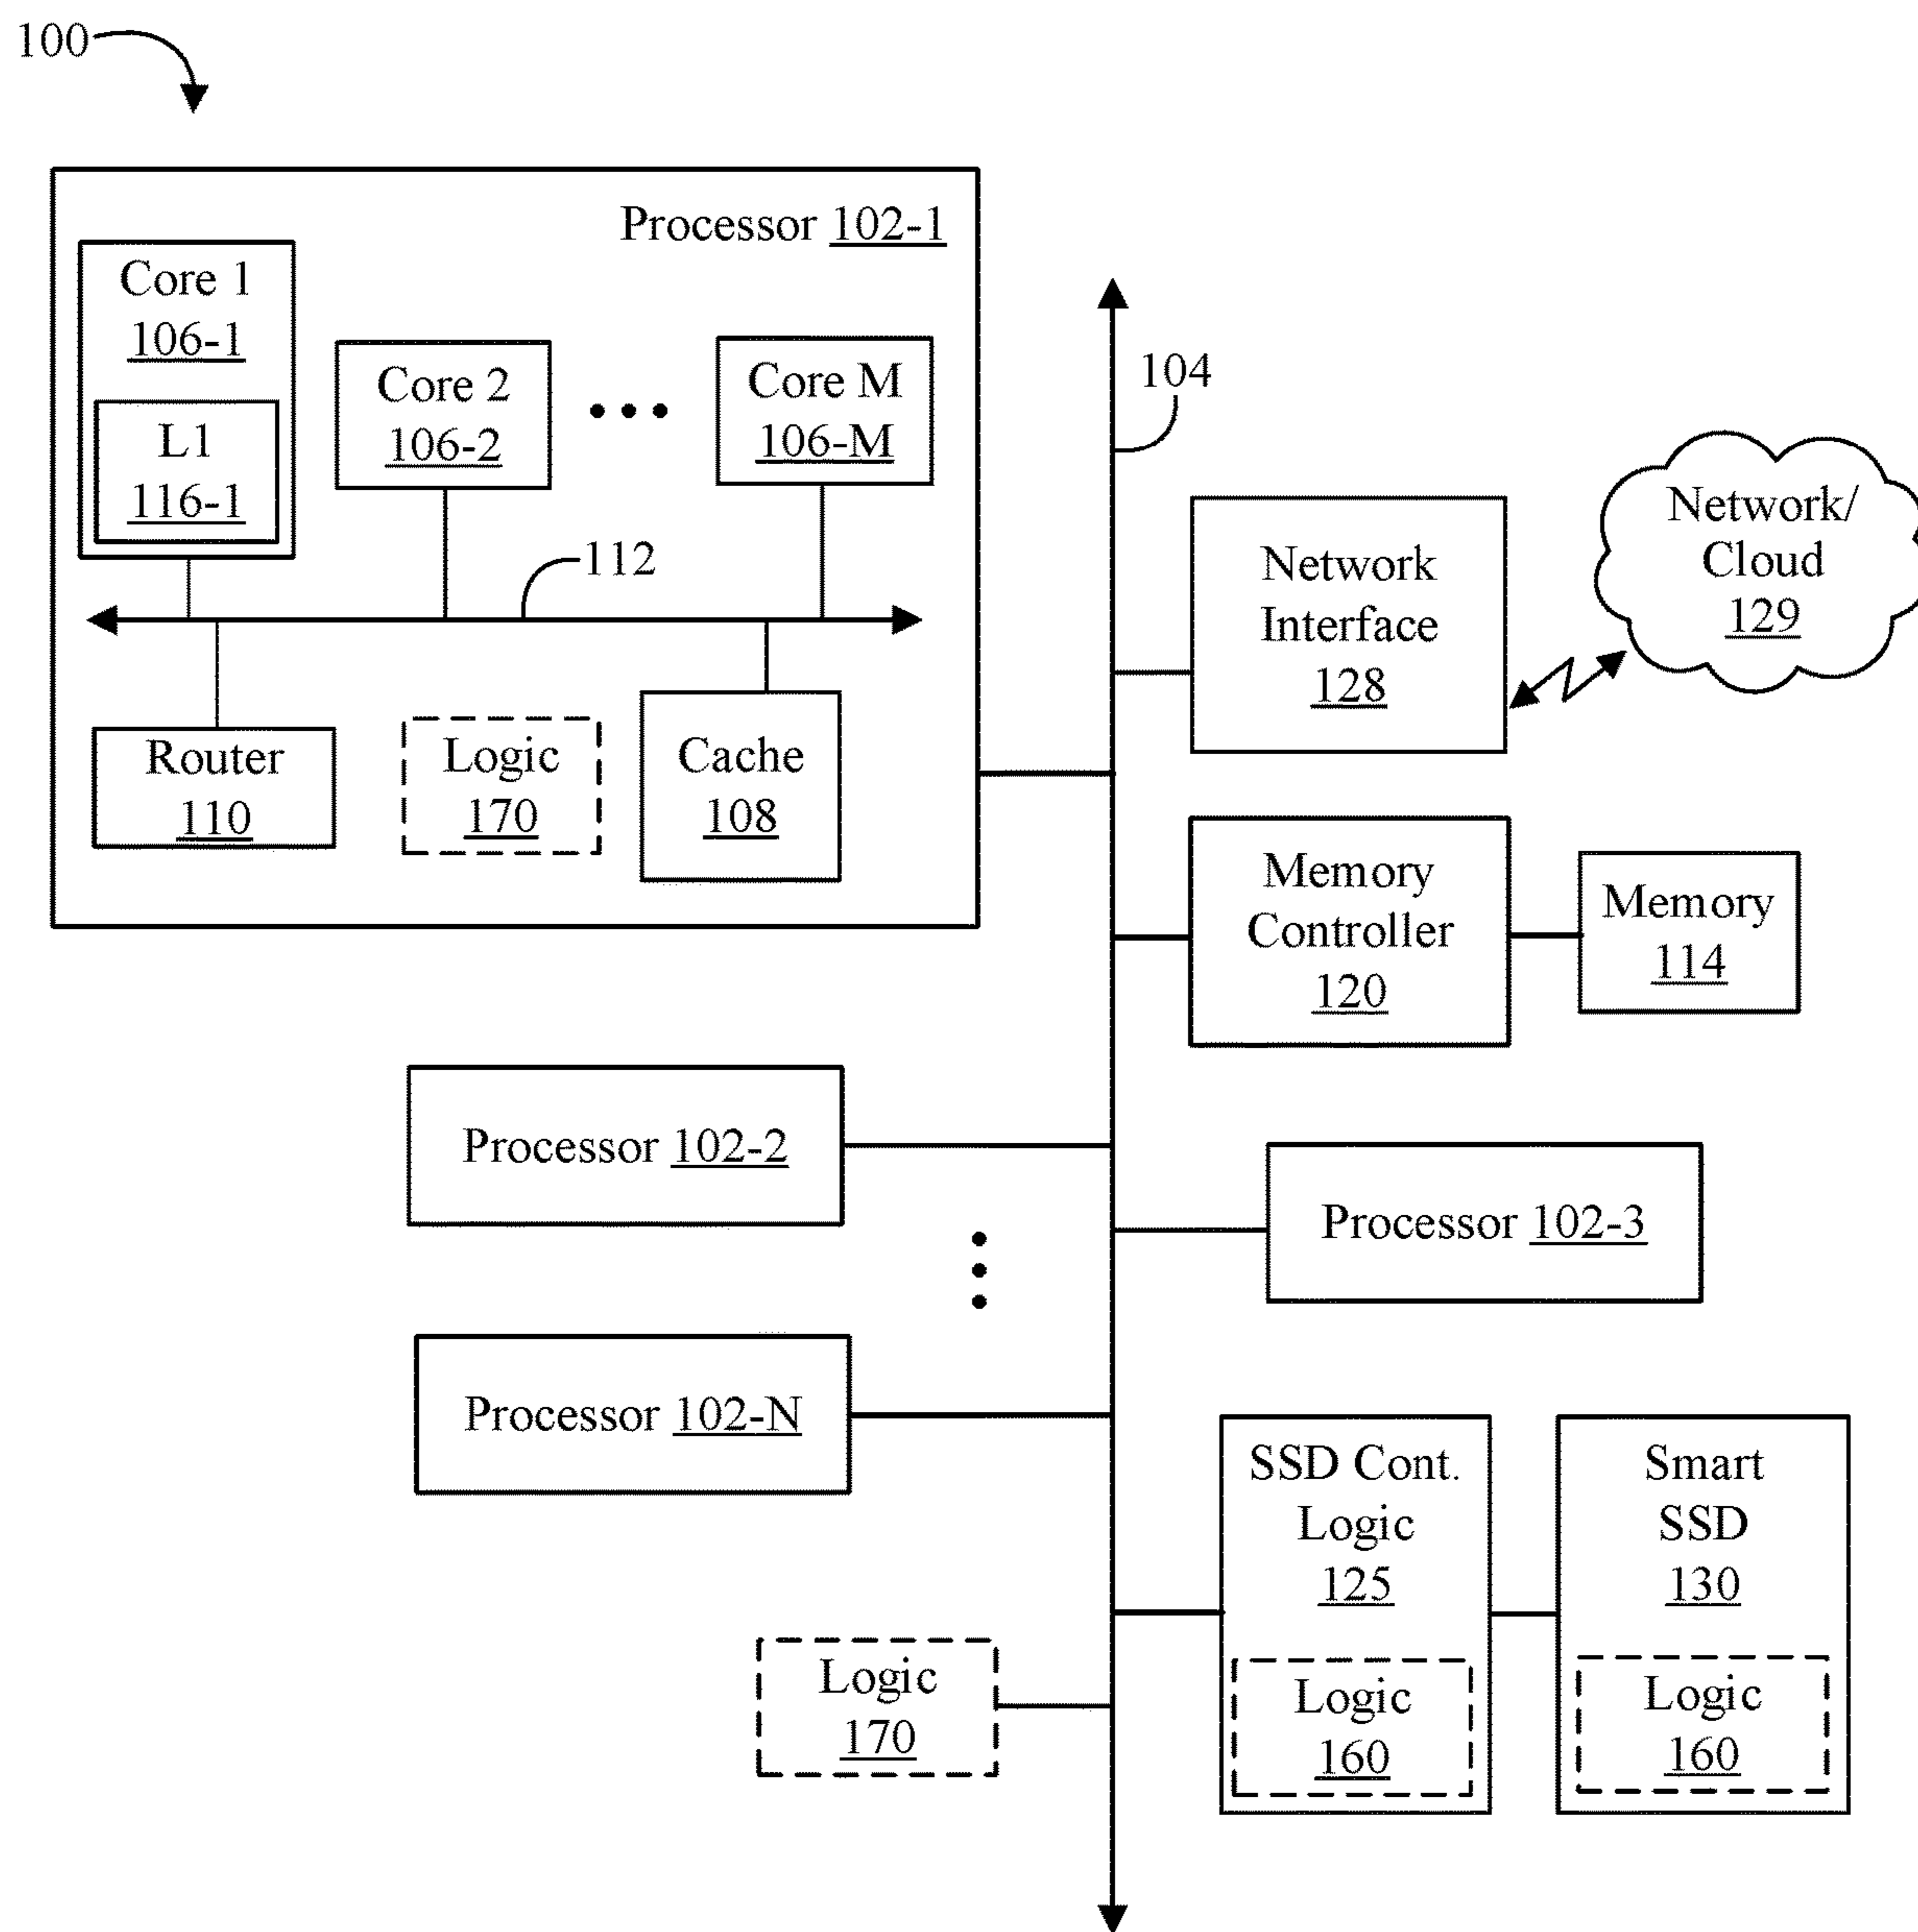 100
Processor 102-1
Core 1
106-1
L1
116-1
Core 2
106-2
Core M
106-M
112
Router
110
Logic
170
Cache
108
104
Network
Interface
128
Network/
Cloud
129
Memory
Controller
120
Memory
114
Processor 102-2
Processor 102-3
Processor 102-N
SSD Cont.
Logic
125
Logic
160
Smart
SSD
130
Logic
160
Logic
170